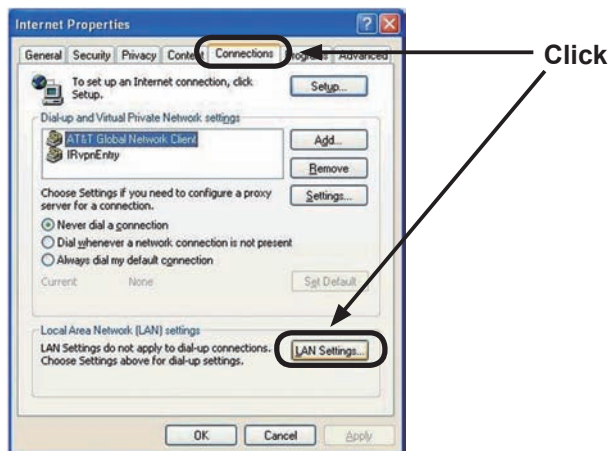 Internet Properties
General Security Privacy Content Connections Programs Advanced
Click
To set up an Internet connection, click
Setup.
Setup...
Dial-up and Virtual Private Network settings
AT&T Global Network Client
IRvpnEntry
Add...
Remove
Choose Settings if you need to configure a proxy
server for a connection.
Settings...
Never dial a connection
Dial whenever a network connection is not present
Always dial my default connection
Current None
Set Default
Local Area Network (LAN) settings
LAN Settings do not apply to dial-up connections.
Choose Settings above for dial-up settings.
LAN Settings...
OK Cancel Apply